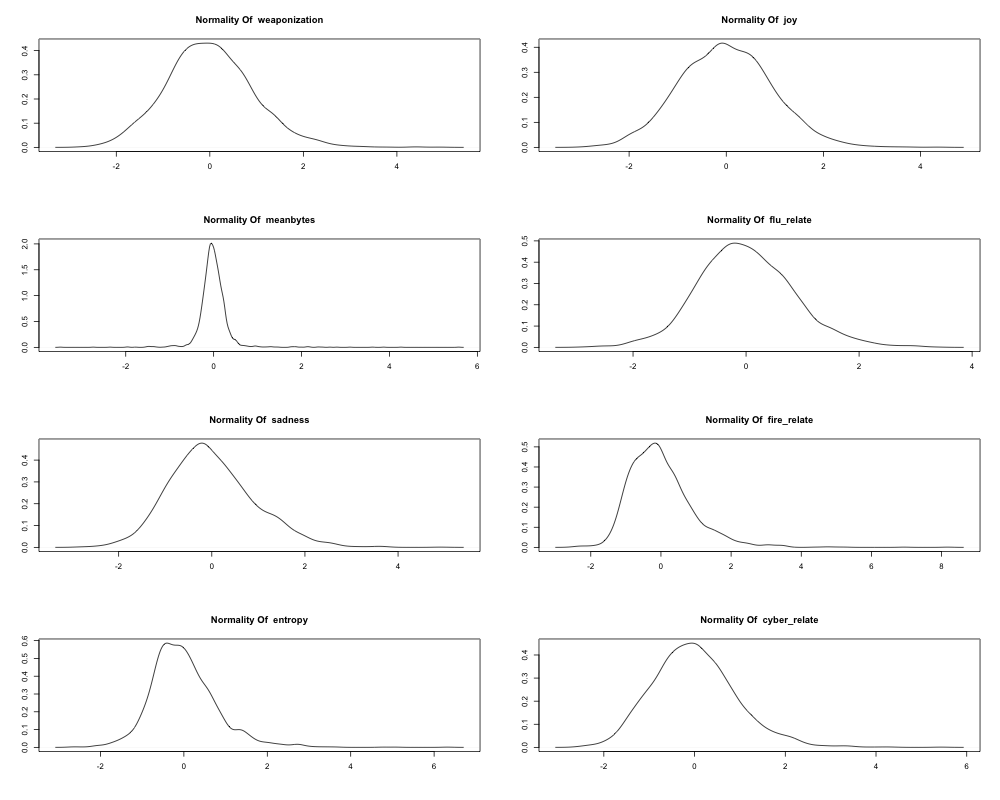 Normality Of weaponization
0.0 0.1 0.2 0.3 0.4
-2 0 2 4
Normality Of joy
0.0 0.1 0.2 0.3 0.4
-2 0 2 4
Normality Of meanbytes
0.0 0.5 1.0 1.5 2.0
-2 0 2 4 6
Normality Of flu_relate
0.0 0.1 0.2 0.3 0.4 0.5
-2 0 2 4
Normality Of sadness
0.0 0.1 0.2 0.3 0.4
-2 0 2 4
Normality Of fire_relate
0.0 0.1 0.2 0.3 0.4 0.5
-2 0 2 4 6 8
Normality Of entropy
0.0 0.1 0.2 0.3 0.4 0.5 0.6
-2 0 2 4 6
Normality Of cyber_relate
0.0 0.1 0.2 0.3 0.4
-2 0 2 4 6